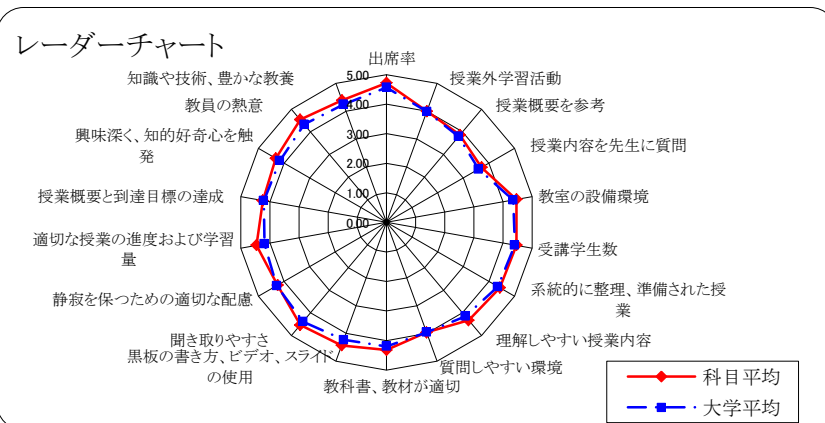 レーダーチャート
出席率
授業外学習活動
授業概要を参考
授業内容を先生に質問
教室の設備環境
受講学生数
系統的に整理、準備された授
業
理解しやすい授業内容
質問しやすい環境
教科書、教材が適切
黒板の書き方、ビデオ、スライド
の使用
聞き取りやすさ
静寂を保つための適切な配慮
適切な授業の進度および学習
量
授業概要と到達目標の達成
興味深く、知的好奇心を触
発
教員の熱意
知識や技術、豊かな教養
5.00
4.00
3.00
2.00
1.00
0.00
科目平均
大学平均